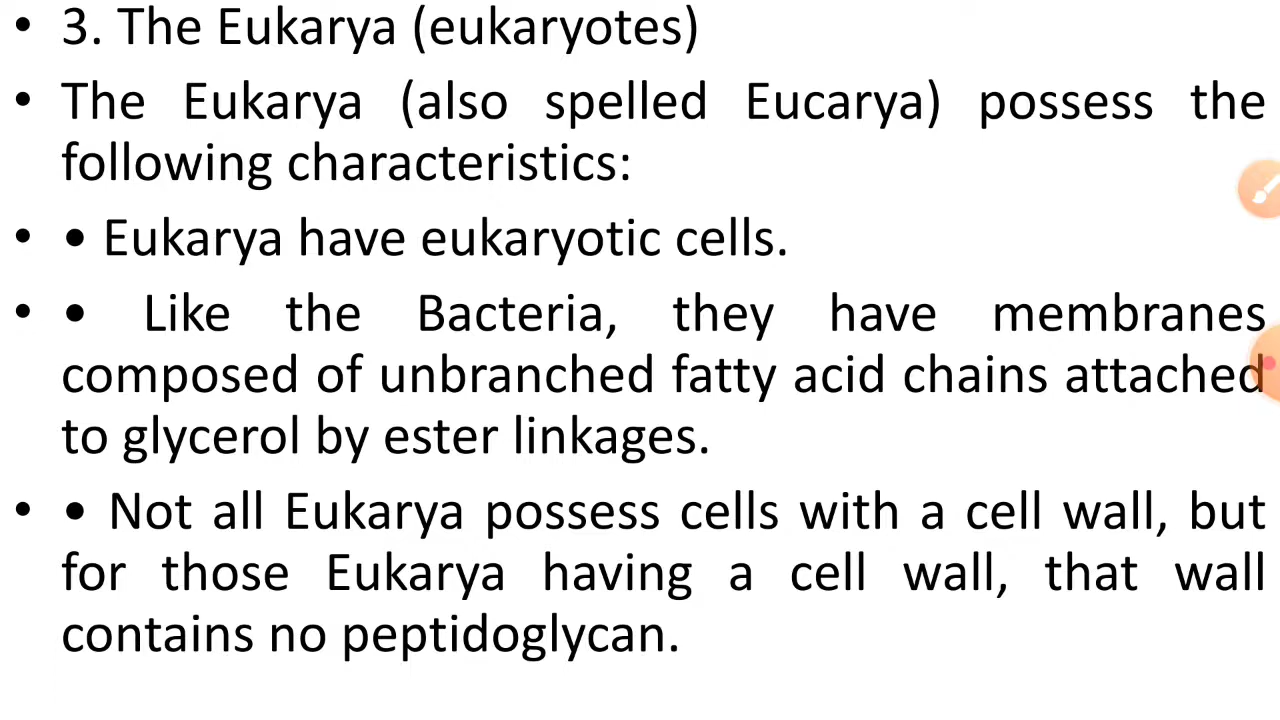 • 3. The Eukarya (eukaryotes)
• The Eukarya (also spelled Eucarya) possess the
following characteristics:
• • Eukarya have eukaryotic cells.
• • Like the Bacteria, they have membranes
composed of unbranched fatty acid chains attached
to glycerol by ester linkages.
• • Not all Eukarya possess cells with a cell wall, but
for those Eukarya having a cell wall, that wall
contains no peptidoglycan.